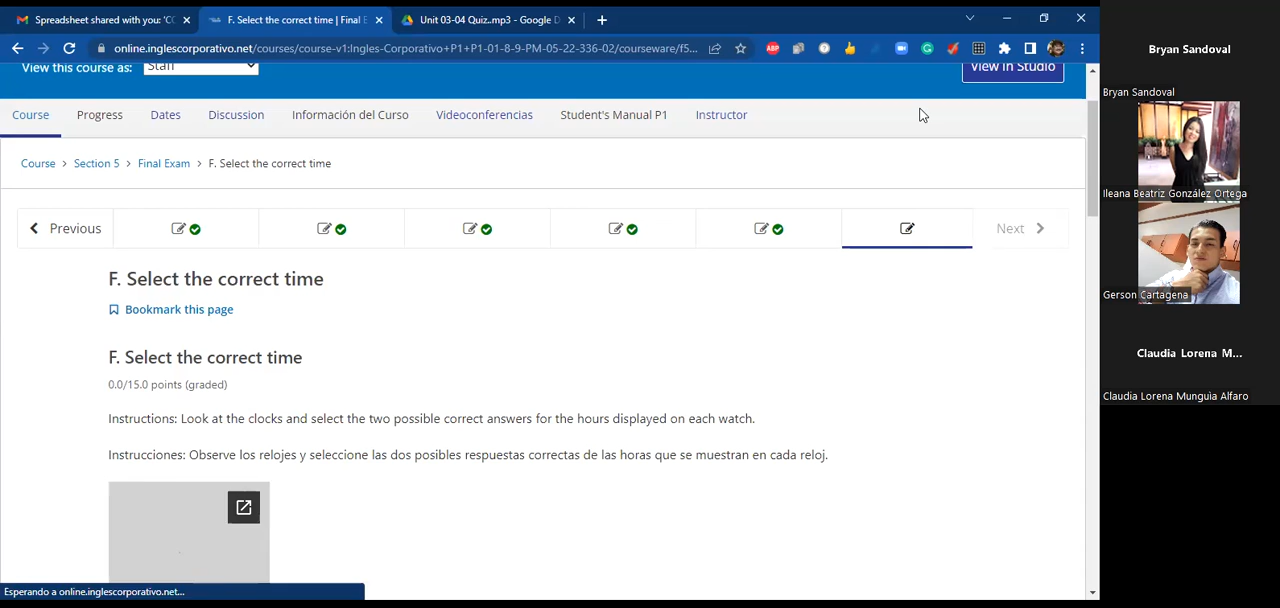 Spreadsheet shared with you: 'CC
F. Select the correct time | Final E
Unit 03-04 Quiz..mp3 - Google D
online.inglescorporativo.net/courses/course-v1:Ingles-Corporativo+P1+P1-01-8-9-PM-05-22-336-02/courseware/f5...
View this course as:
Staff
View in Studio
Course
Progress
Dates
Discussion
Información del Curso
Videoconferencias
Student's Manual P1
Instructor
Course > Section 5 > Final Exam > F. Select the correct time
Previous
Next
F. Select the correct time
Bookmark this page
F. Select the correct time
0.0/15.0 points (graded)
Instructions: Look at the clocks and select the two possible correct answers for the hours displayed on each watch.
Instrucciones: Observe los relojes y seleccione las dos posibles respuestas correctas de las horas que se muestran en cada reloj.
Esperando a online.inglescorporativo.net...
Bryan Sandoval
Bryan Sandoval
Ileana Beatriz González Ortega
Gerson Cartagena
Claudia Lorena M...
Claudia Lorena Munguia Alfaro
ABP